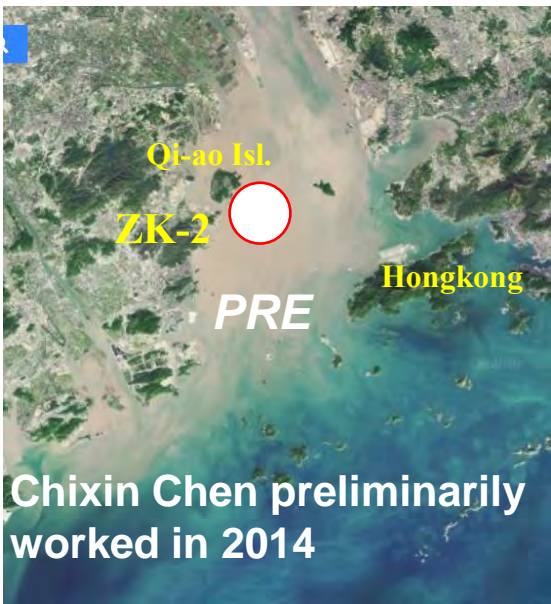 Qi-ao Isl.
ZK-2
Hongkong
PRE
Chixin Chen preliminarily
worked in 2014